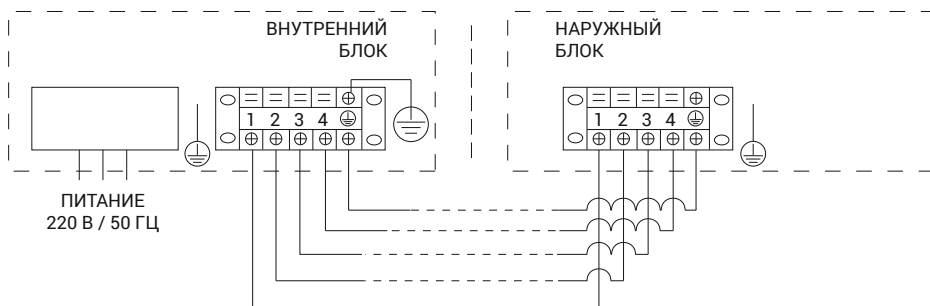 ВНУТРЕННИЙ
БЛОК
НАРУЖНЫЙ
БЛОК
1 2 3 4
1 2 3 4
ПИТАНИЕ
220 В / 50 ГЦ